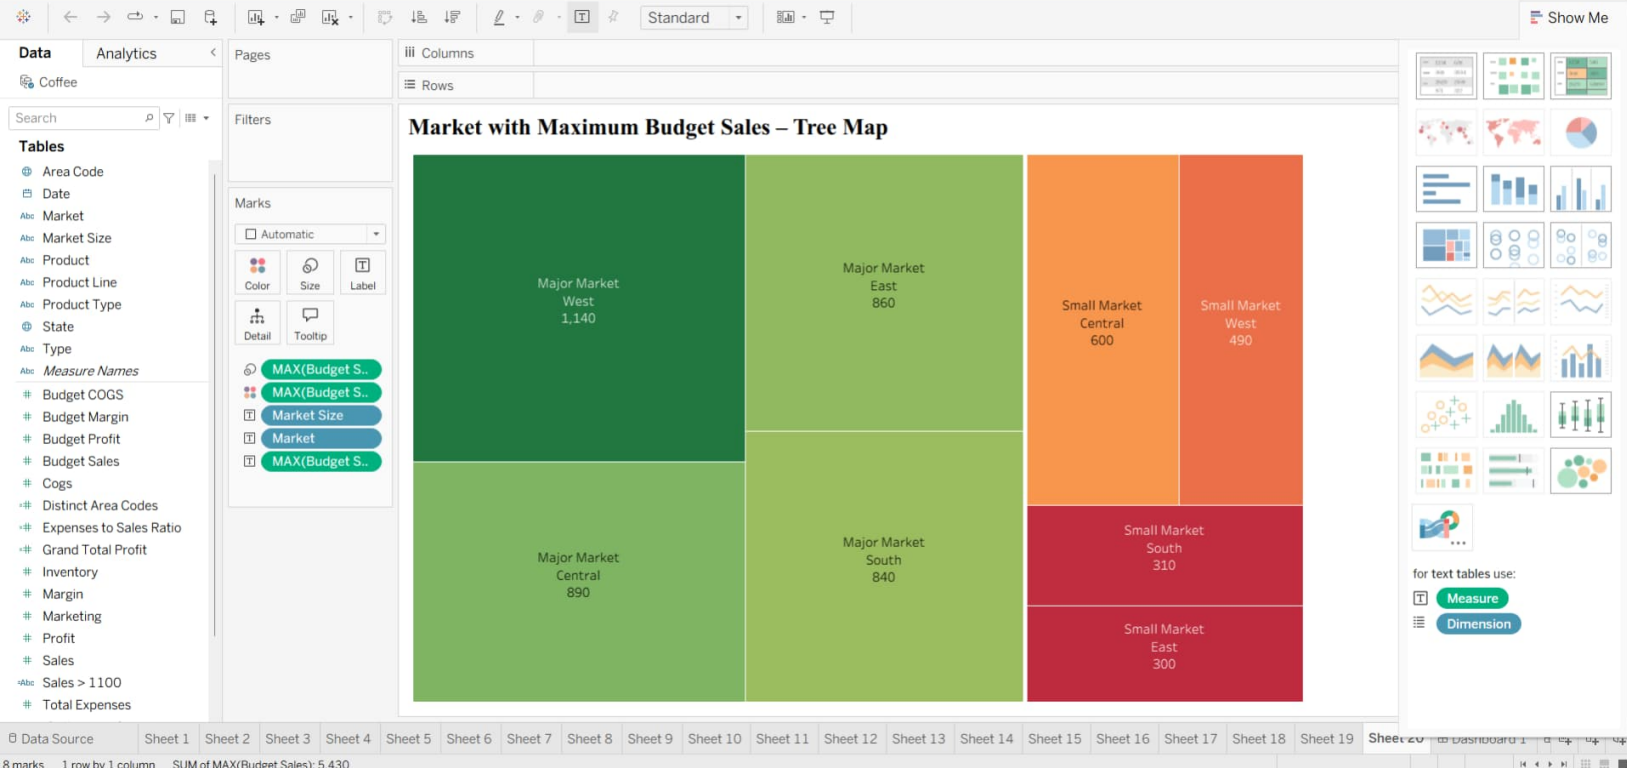 Standard
Show Me
Data
Analytics
Pages
Columns
Coffee
Rows
Search
Filters
Market with Maximum Budget Sales – Tree Map
Tables
Area Code
Date
Market
Market Size
Product
Product Line
Product Type
State
Type
Measure Names
Budget COGS
Budget Margin
Budget Profit
Budget Sales
Cogs
Distinct Area Codes
Expenses to Sales Ratio
Grand Total Profit
Inventory
Margin
Marketing
Profit
Sales
Sales > 1100
Total Expenses
Marks
Automatic
Color
Size
Label
Detail
Tooltip
MAX(Budget S..
MAX(Budget S..
Market Size
Market
MAX(Budget S..
Major Market
West
1,140
Major Market
East
860
Small Market
Central
600
Small Market
West
490
Major Market
Central
890
Major Market
South
840
Small Market
South
310
Small Market
East
300
for text tables use:
Measure
Dimension
Data Source
Sheet 1
Sheet 2
Sheet 3
Sheet 4
Sheet 5
Sheet 6
Sheet 7
Sheet 8
Sheet 9
Sheet 10
Sheet 11
Sheet 12
Sheet 13
Sheet 14
Sheet 15
Sheet 16
Sheet 17
Sheet 18
Sheet 19
Sheet 20
Dashboard 1
8 marks 1 row by 1 column SUM of MAX(Budget Sales): 5,430